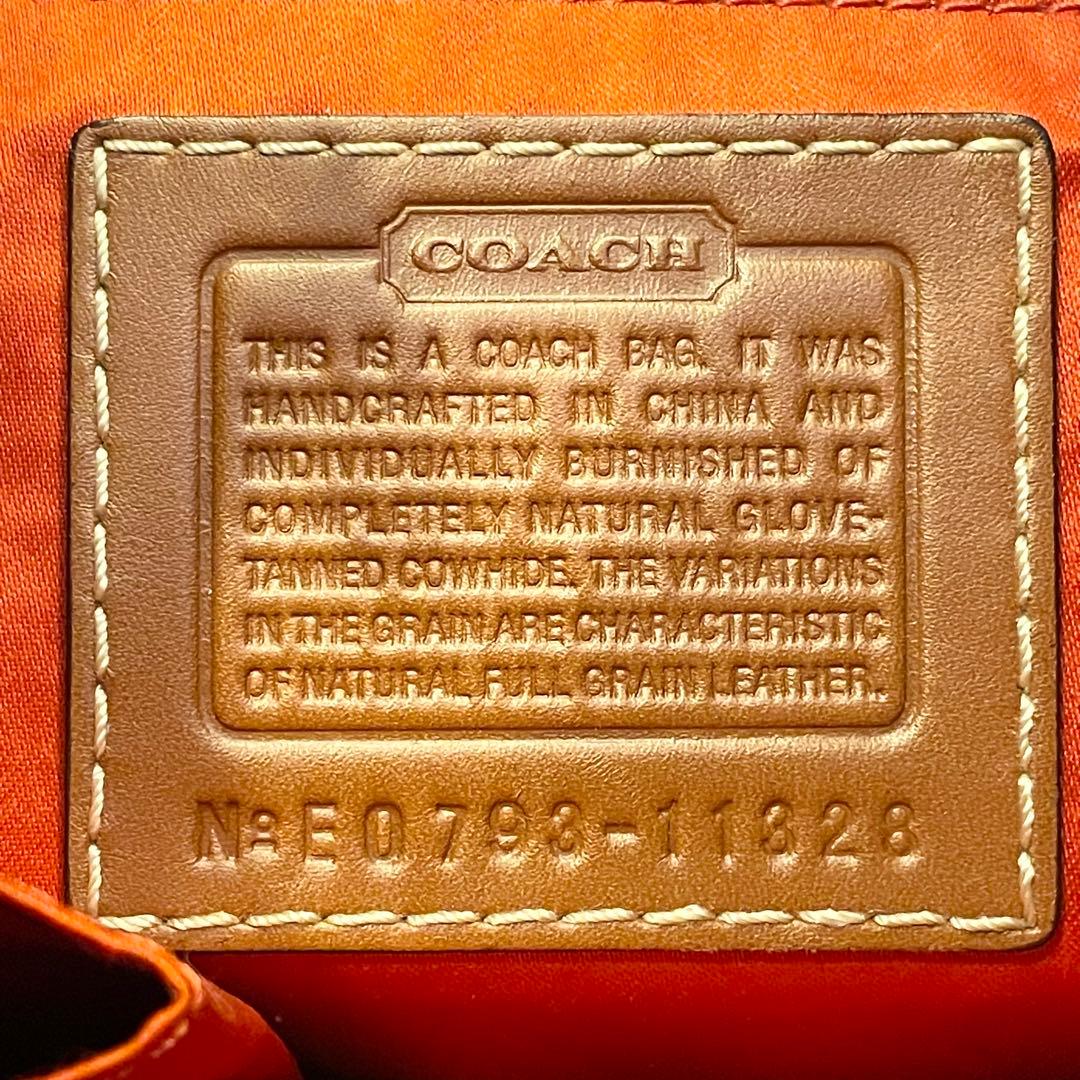 COACH
THIS IS A COACH BAG. IT WAS
HANDCRAFTED IN CHINA AND
INDIVIDUALLY BURNISHED OF
COMPLETELY NATURAL GLOVE-
TANNED COWHIDE. THE VARIATIONS
IN THE GRAIN ARE CHARACTERISTIC
OF NATURAL FULL GRAIN LEATHER.
Nº E0793-11328